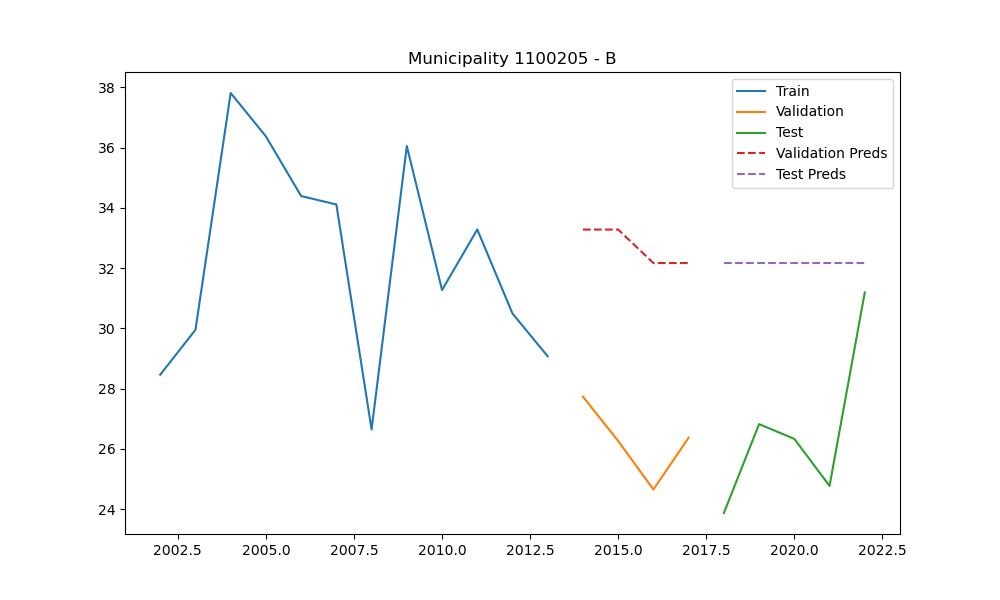 Municipality 1100205 - B
Train
Validation
Test
Validation Preds
Test Preds
38
36
34
32
30
28
26
24
2002.5 2005.0 2007.5 2010.0 2012.5 2015.0 2017.5 2020.0 2022.5